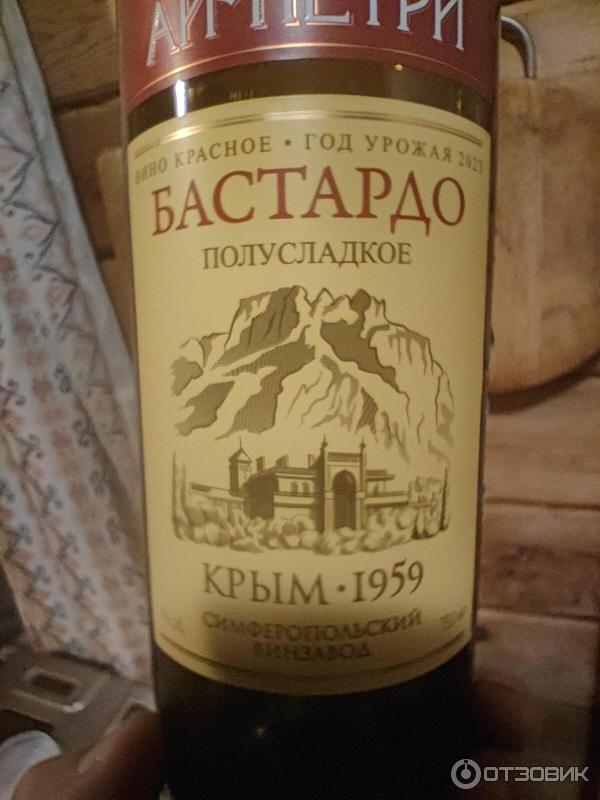 АЙ-ПЕТРИ
ВИНО КРАСНОЕ • ГОД УРОЖАЯ 2023
БАСТАРДО
ПОЛУСЛАДКОЕ
КРЫМ · 1959
СИМФЕРОПОЛЬСКИЙ
ВИНЗАВОД
ОТЗОВИК